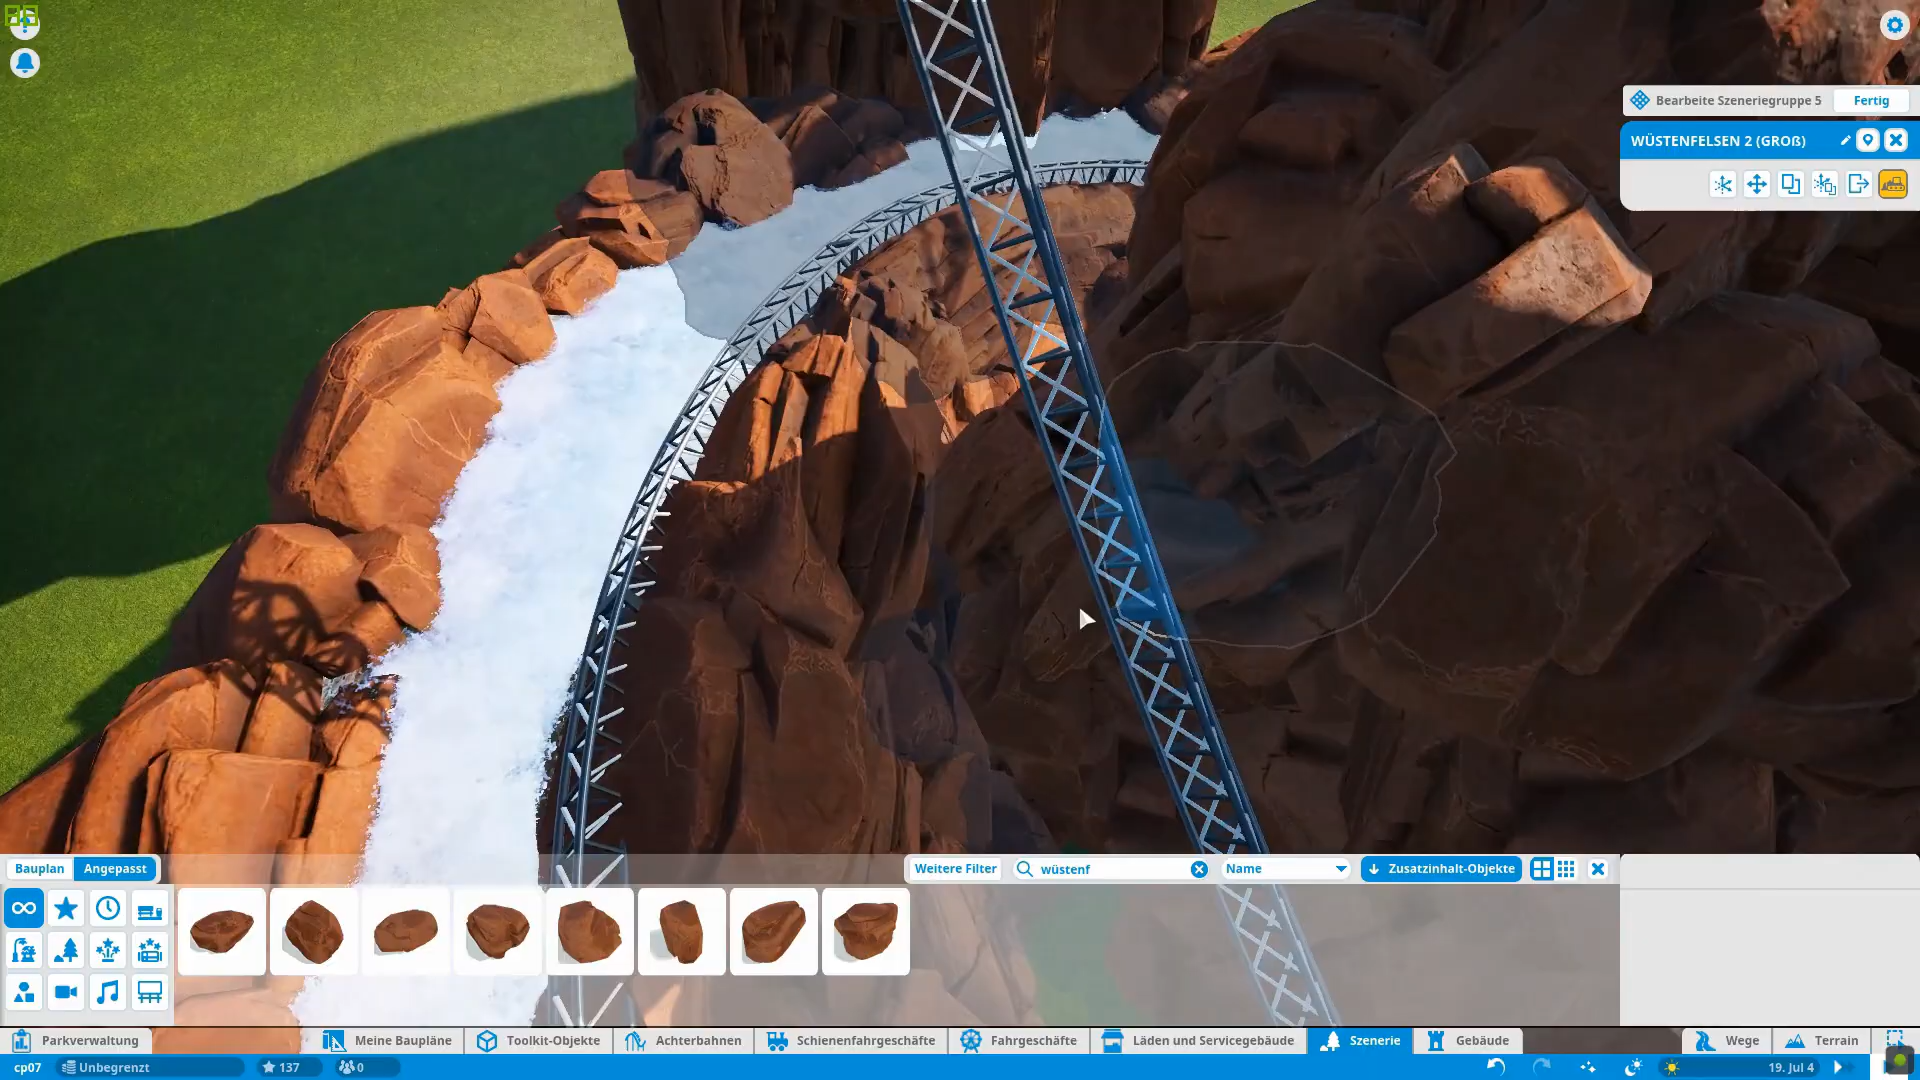 Bearbeite Szeneriegruppe 5
Fertig
WÜSTENFELSEN 2 (GROß)
Bauplan
Angepasst
Weitere Filter
wüstenf
Name
Zusatzinhalt-Objekte
Parkverwaltung
Meine Baupläne
Toolkit-Objekte
Achterbahnen
Schienenfahrgeschäfte
Fahrgeschäfte
Läden und Servicegebäude
Szenerie
Gebäude
Wege
Terrain
cp07
Unbegrenzt
137
0
19. Jul 4